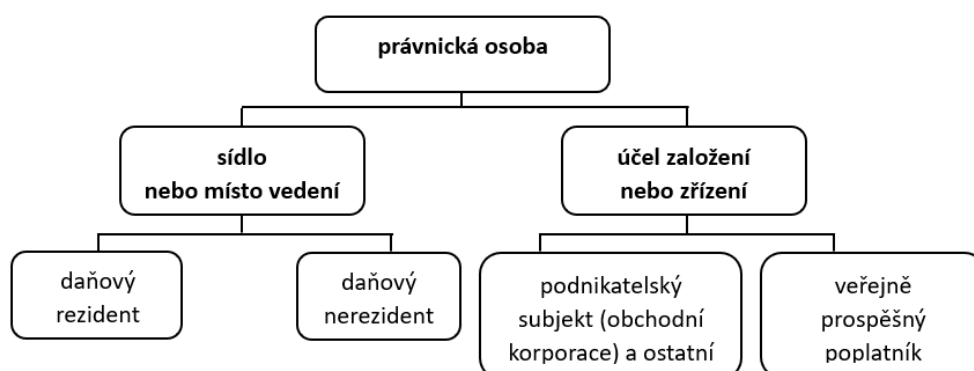 právnická osoba
sídlo
nebo místo vedení
účel založení
nebo zřízení
daňový
rezident
daňový
nerezident
podnikatelský
subjekt (obchodní
korporace) a ostatní
veřejně
prospěšný
poplatník